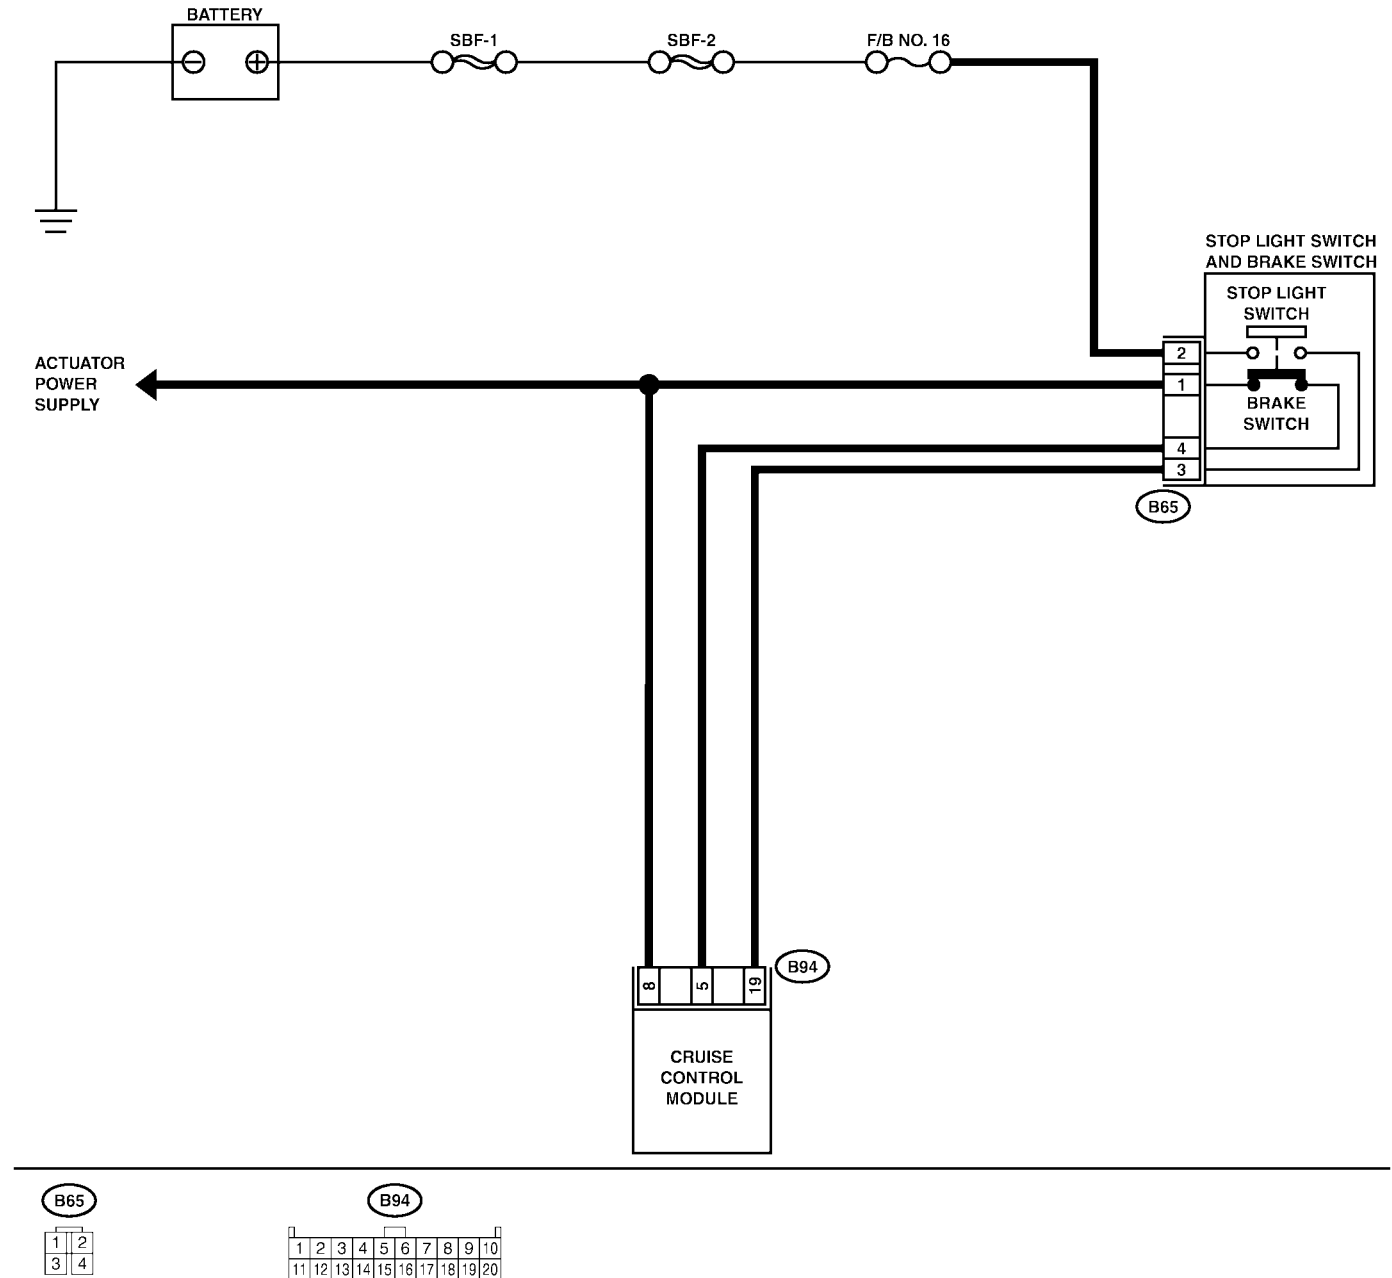 BATTERY
SBF-1
SBF-2
F/B NO. 16
STOP LIGHT SWITCH
AND BRAKE SWITCH
STOP LIGHT
SWITCH
2
1
BRAKE
SWITCH
4
3
B65
ACTUATOR
POWER
SUPPLY
B94
8
5
19
CRUISE
CONTROL
MODULE
B65
1 2
3 4
B94
1 2 3 4 5 6 7 8 9 10
11 12 13 14 15 16 17 18 19 20